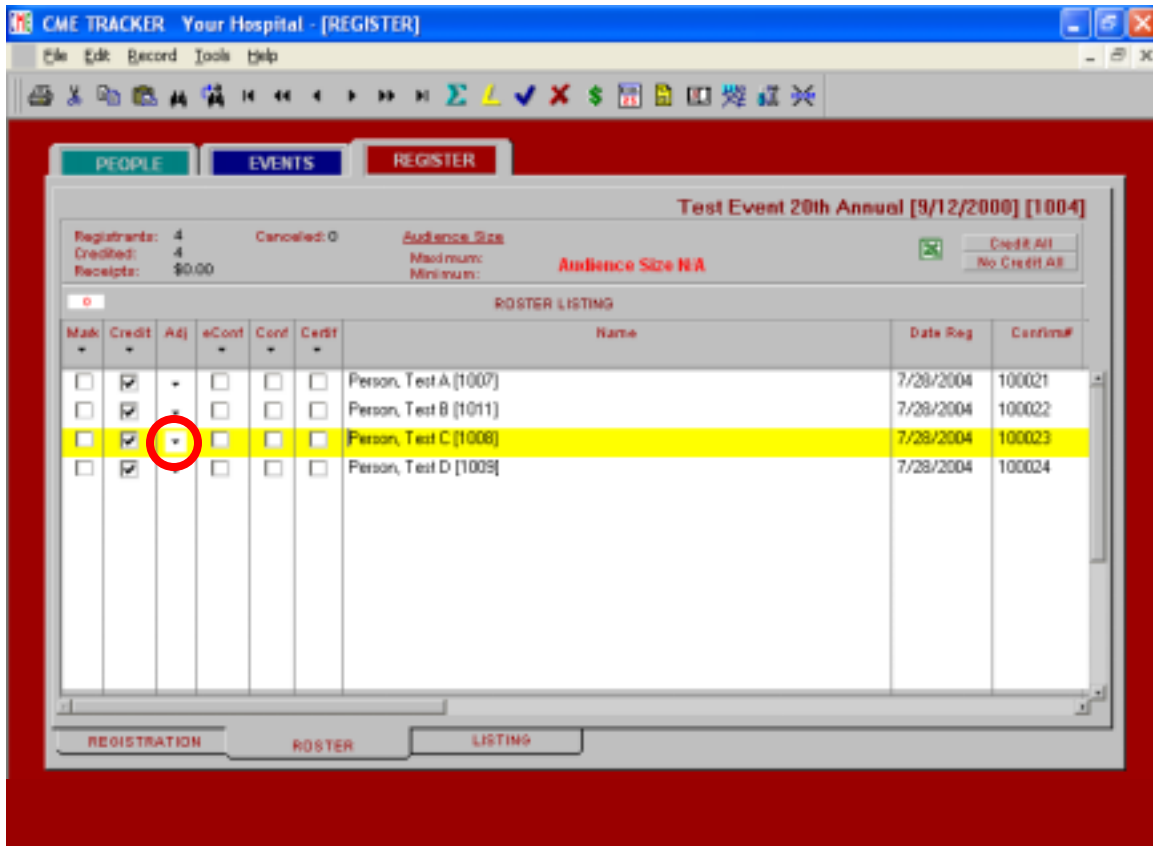 CME TRACKER Your Hospital - [REGISTER]
File Edit Record Tools Help
PEOPLE EVENTS REGISTER
Test Event 20th Annual [9/12/2000] [1004]
Registrants: 4 Canceled: 0 Audience Size Credit All
Credited: 4 Maximum: Audience Size N/A No Credit All
Receipts: $0.00 Minimum:
0 ROSTER LISTING
Mark Credit Adj eConf Conf Certif Name Date Reg Confirm#
Person, Test A [1007] 7/28/2004 100021
Person, Test B [1011] 7/28/2004 100022
Person, Test C [1008] 7/28/2004 100023
Person, Test D [1009] 7/28/2004 100024
REGISTRATION ROSTER LISTING